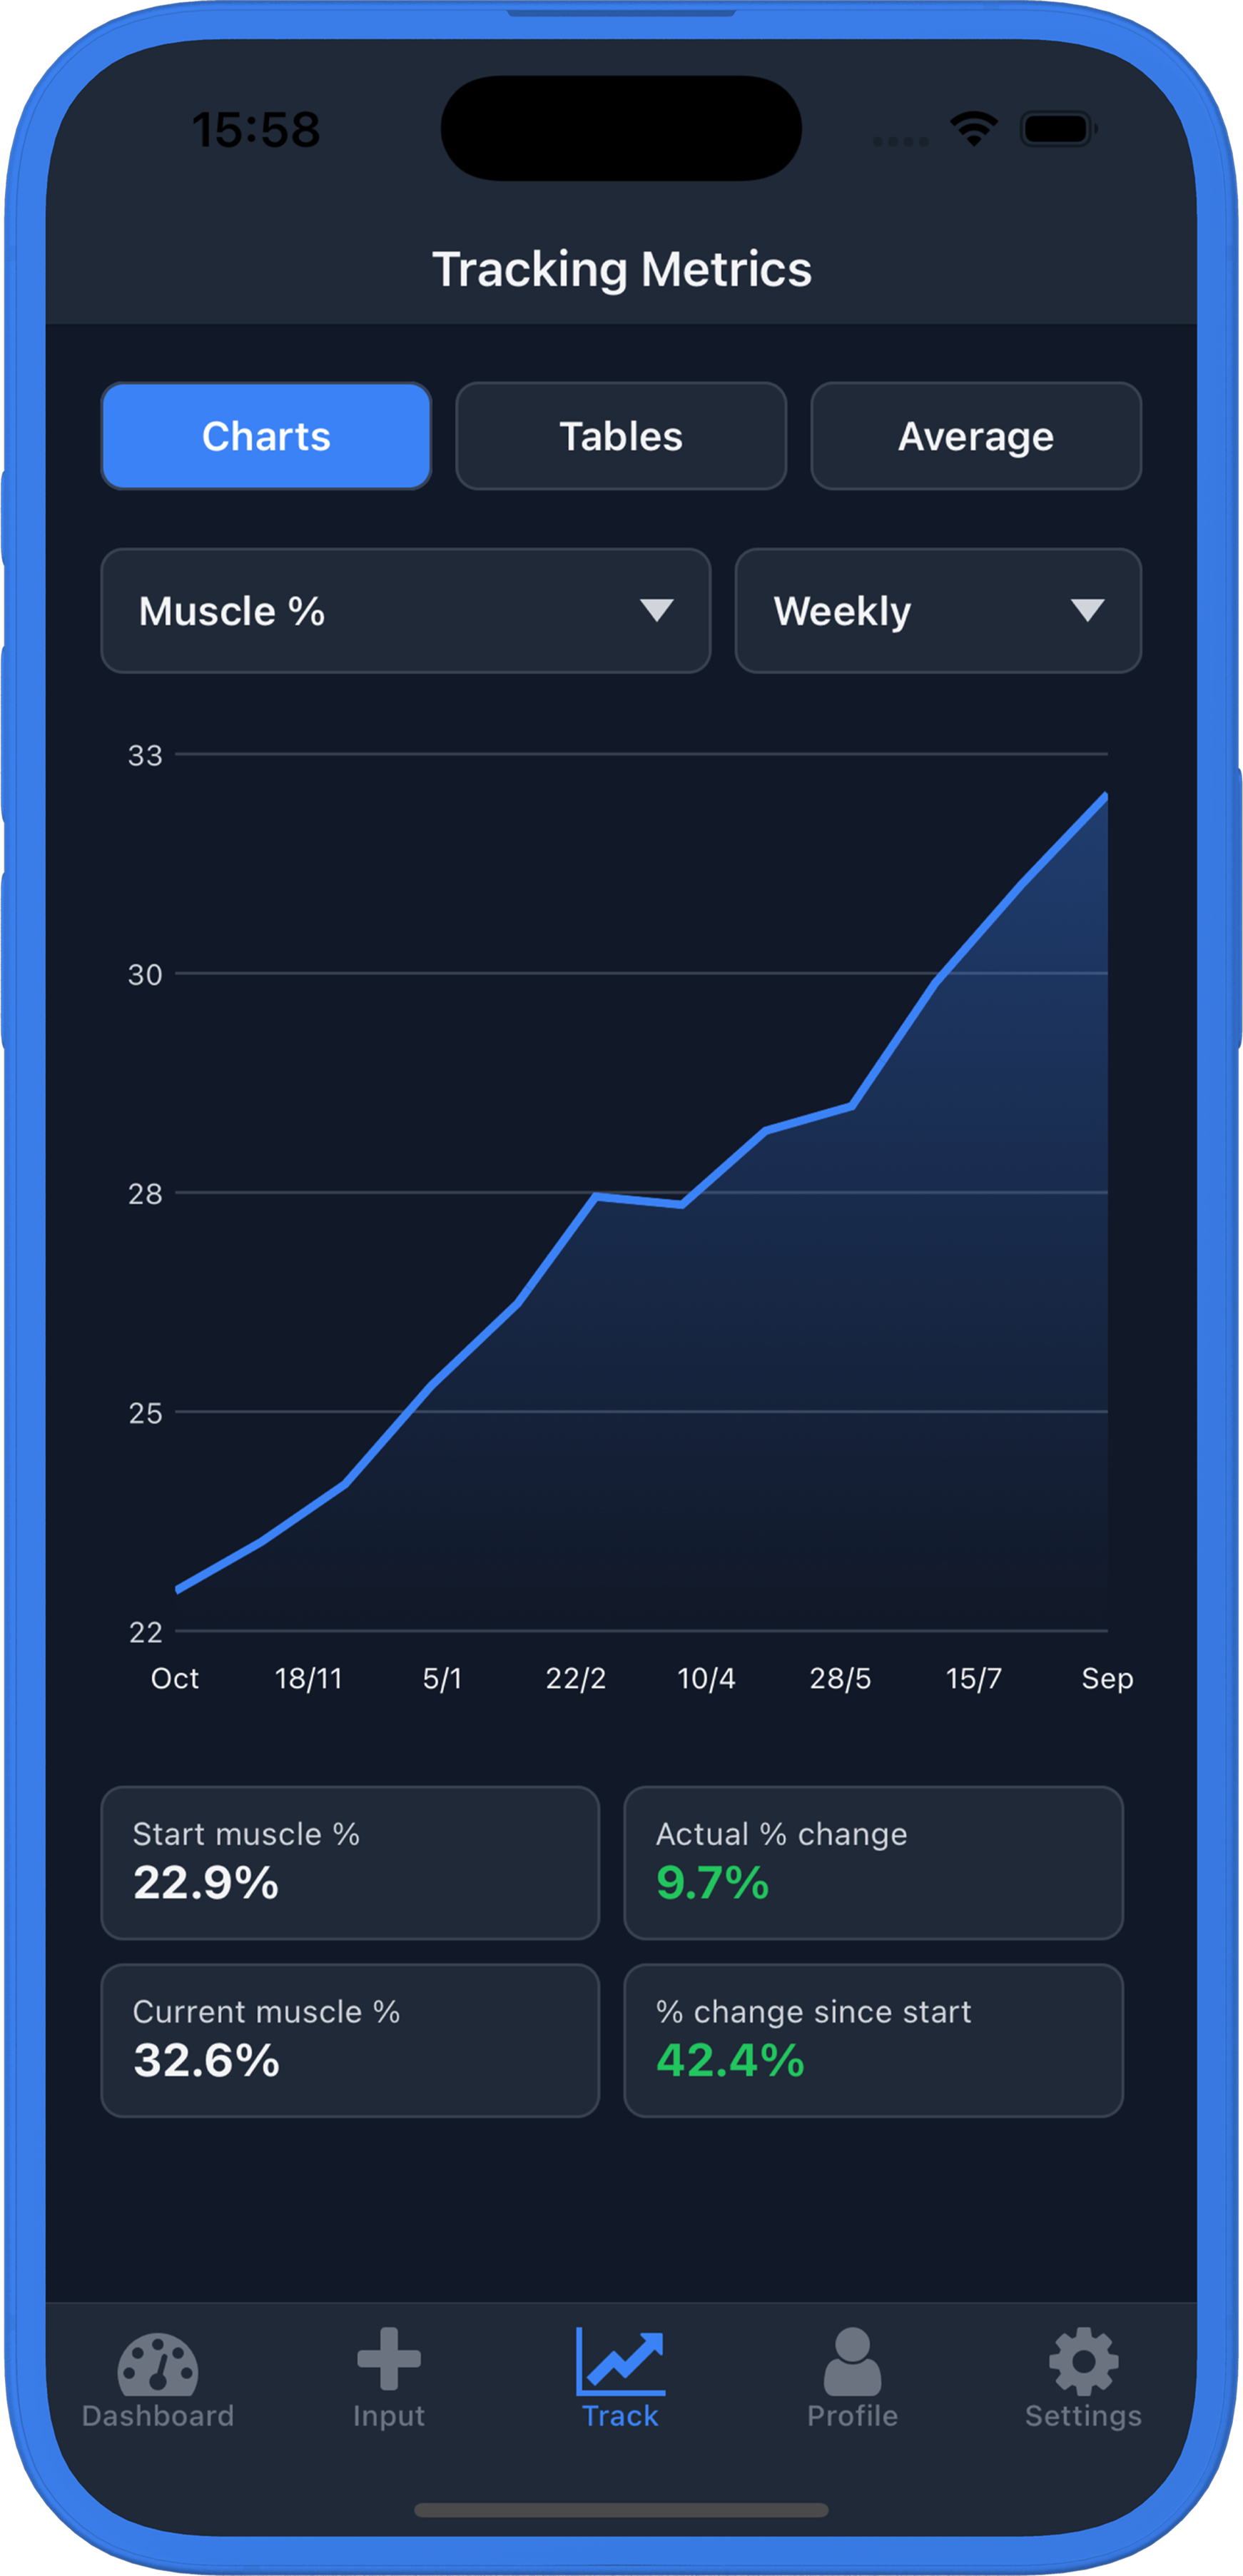 15:58
Tracking Metrics
Charts Tables Average
Muscle % Weekly
33
30
28
25
22
Oct 18/11 5/1 22/2 10/4 28/5 15/7 Sep
Start muscle % Actual % change
22.9% 9.7%
Current muscle % % change since start
32.6% 42.4%
Dashboard Input Track Profile Settings